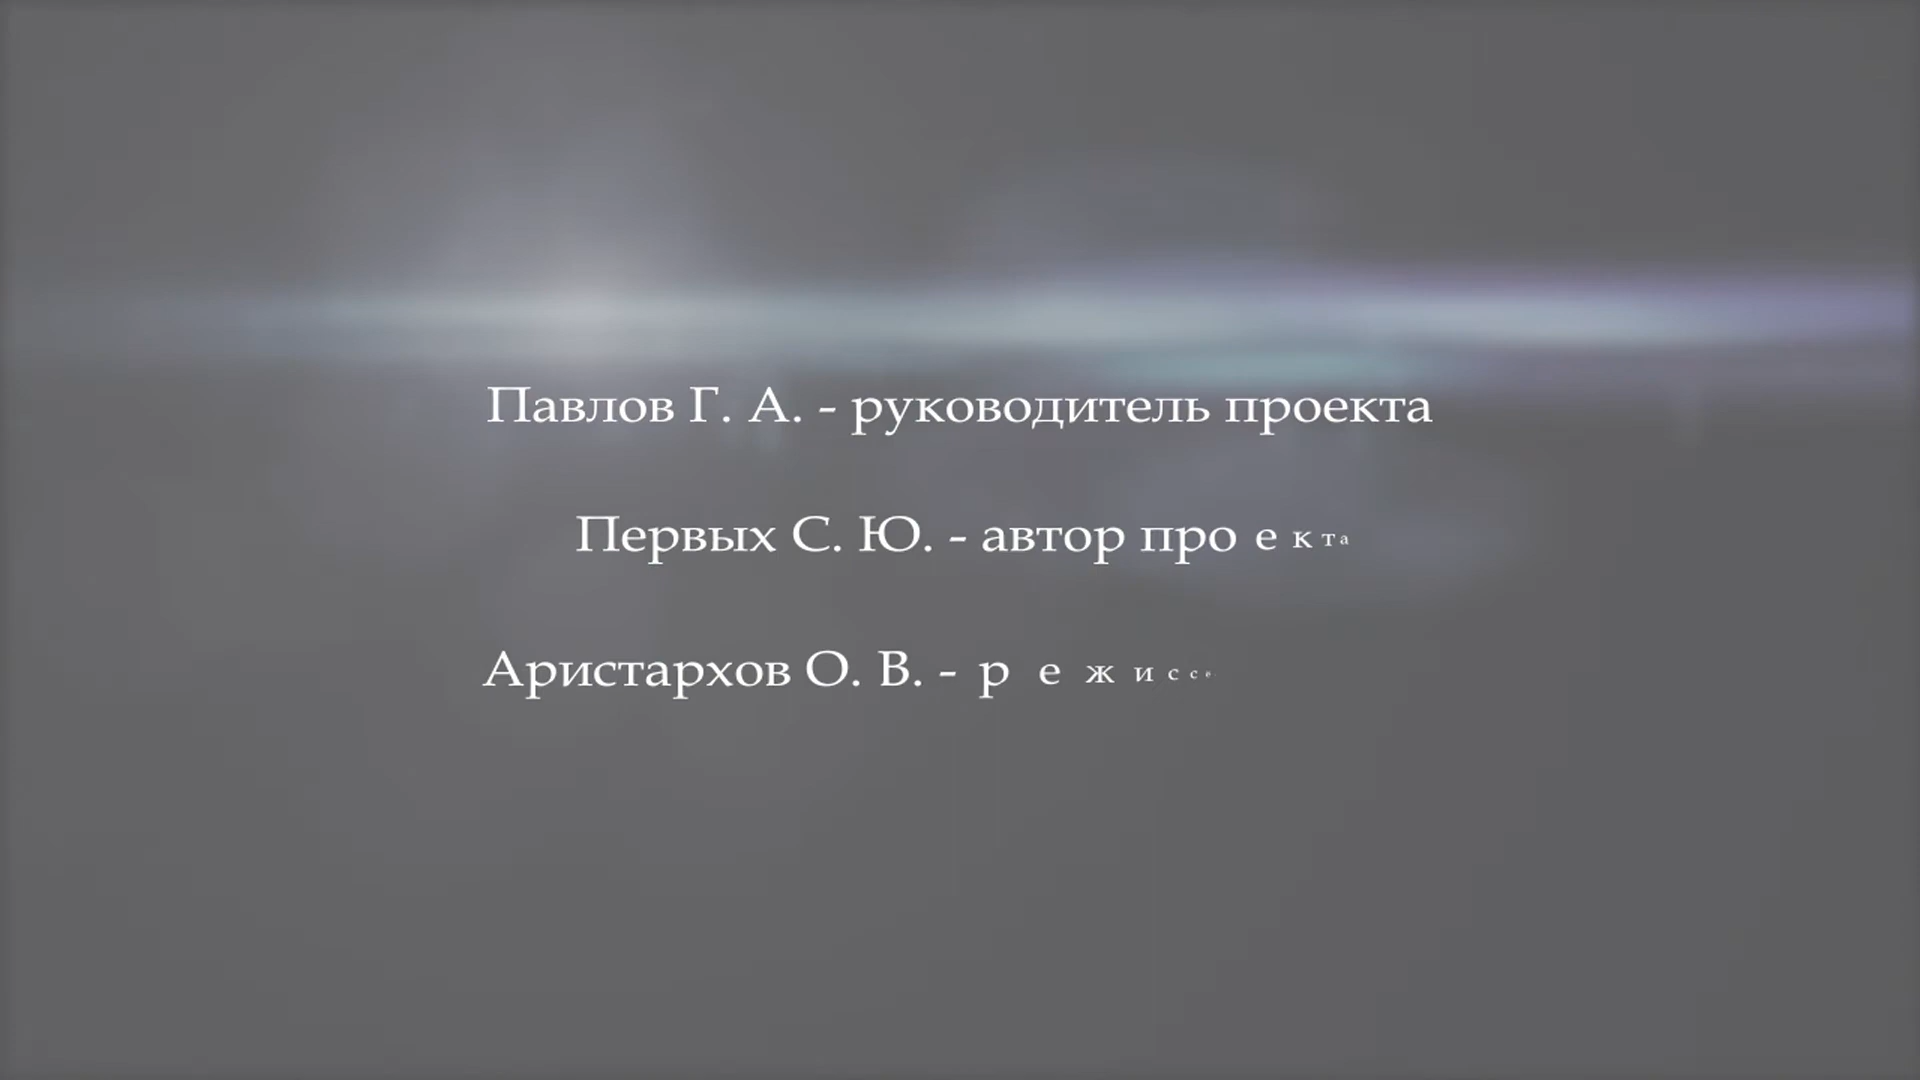 Павлов Г. А. - руководитель проекта
Первых С. Ю. - автор проекта
Аристархов О. В. - режиссе